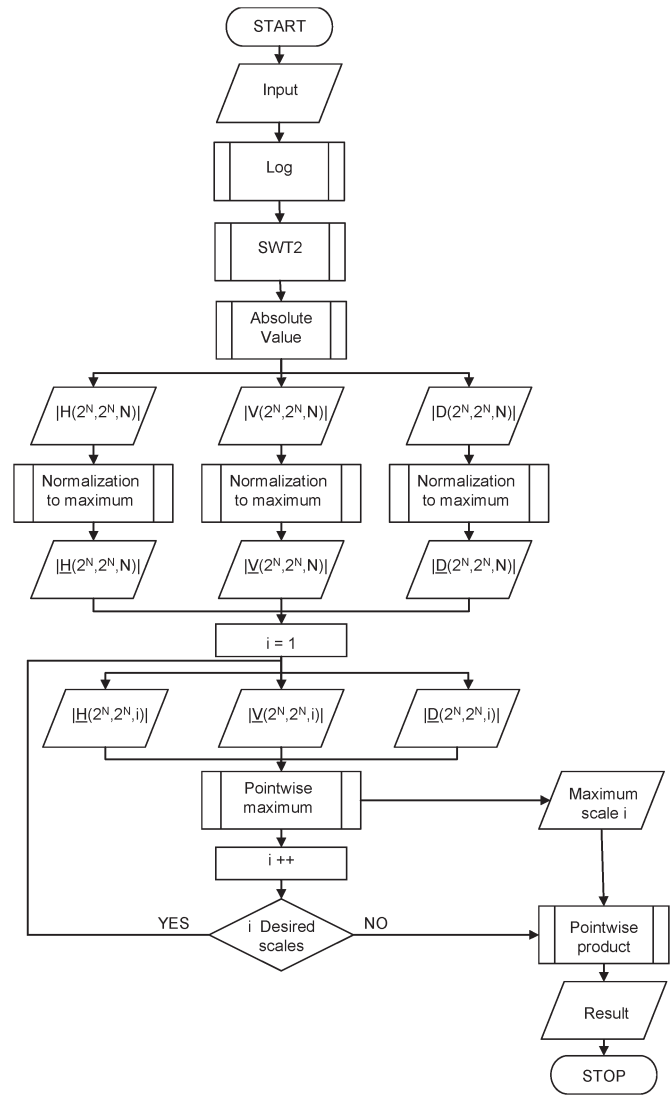 START
Input
Log
SWT2
Absolute
Value
|H(2ᴺ,2ᴺ,N)|
|V(2ᴺ,2ᴺ,N)|
|D(2ᴺ,2ᴺ,N)|
Normalization
to maximum
Normalization
to maximum
Normalization
to maximum
|H̲(2ᴺ,2ᴺ,N)|
|V̲(2ᴺ,2ᴺ,N)|
|D̲(2ᴺ,2ᴺ,N)|
i = 1
|H̲(2ᴺ,2ᴺ,i)|
|V̲(2ᴺ,2ᴺ,i)|
|D̲(2ᴺ,2ᴺ,i)|
Pointwise
maximum
Maximum
scale i
i ++
YES
i Desired
scales
NO
Pointwise
product
Result
STOP